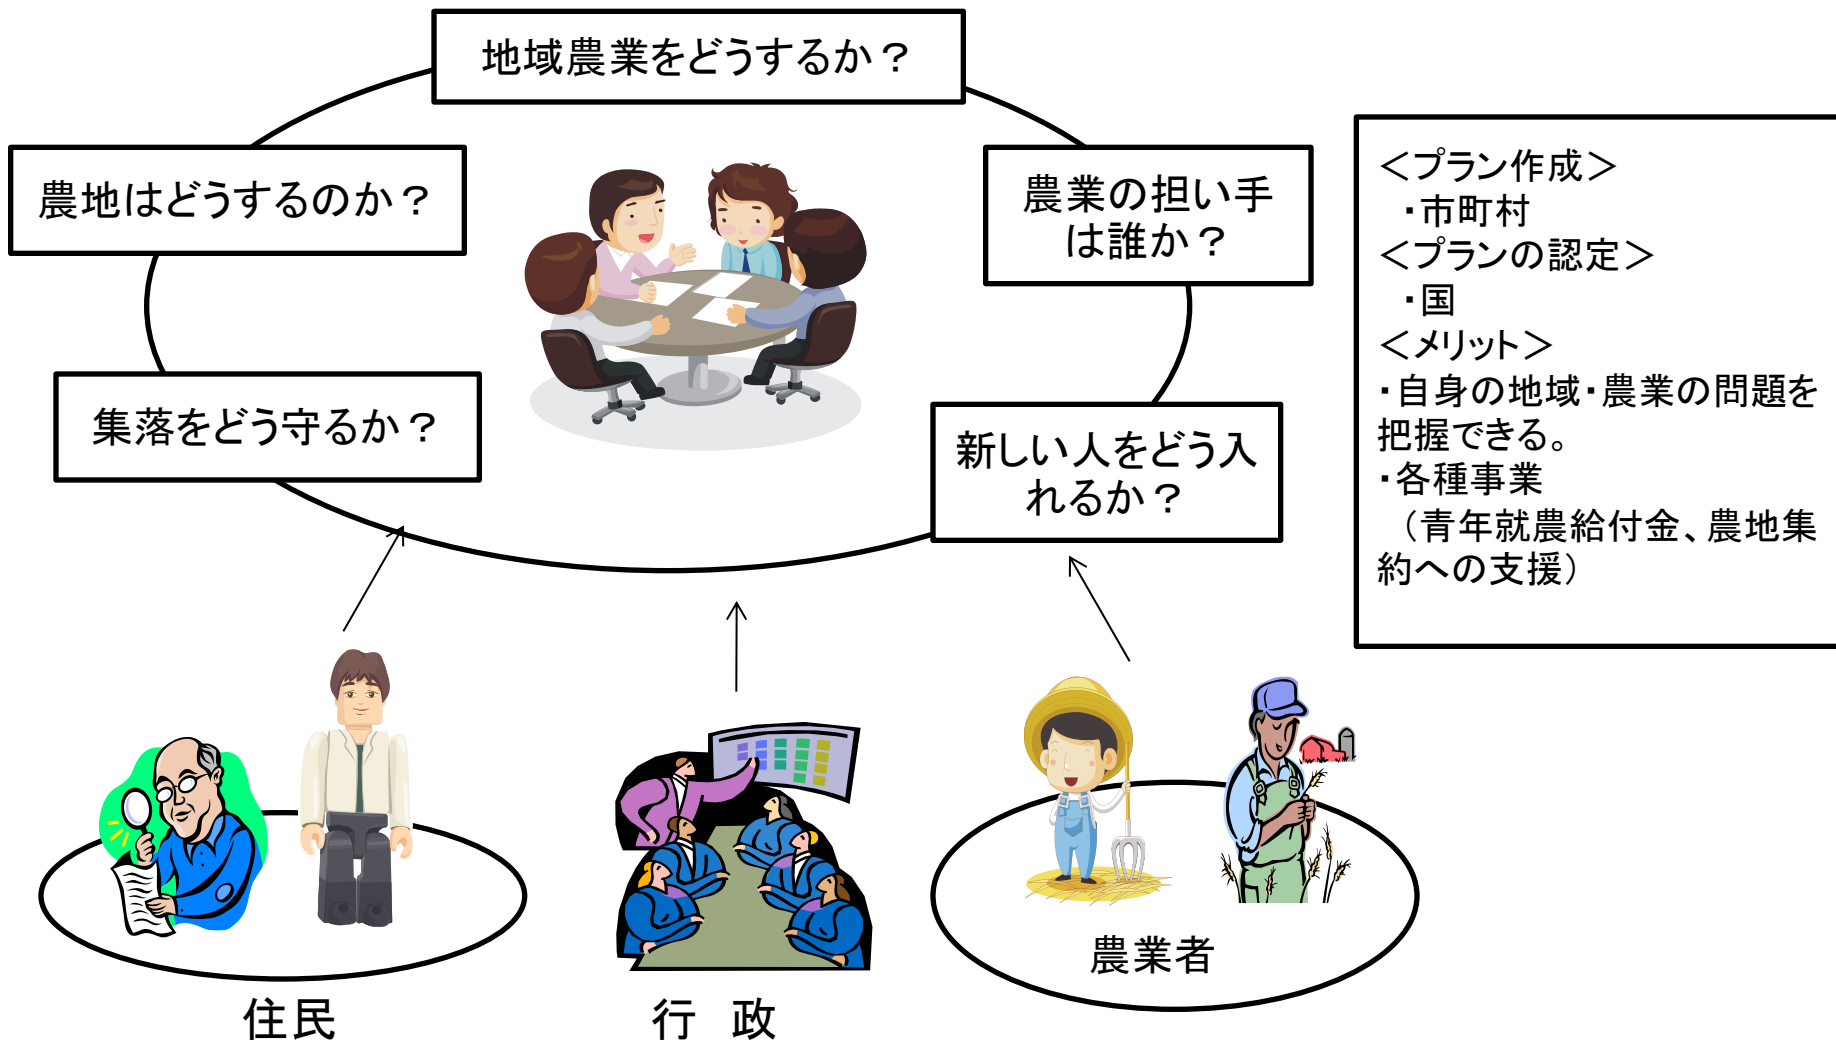 地域農業をどうするか？
農地はどうするのか？
農業の担い手
は誰か？
集落をどう守るか？
新しい人をどう入
れるか？
＜プラン作成＞
・市町村
＜プランの認定＞
・国
＜メリット＞
・自身の地域・農業の問題を
把握できる。
・各種事業
（青年就農給付金、農地集
約への支援）
住民
行　政
農業者